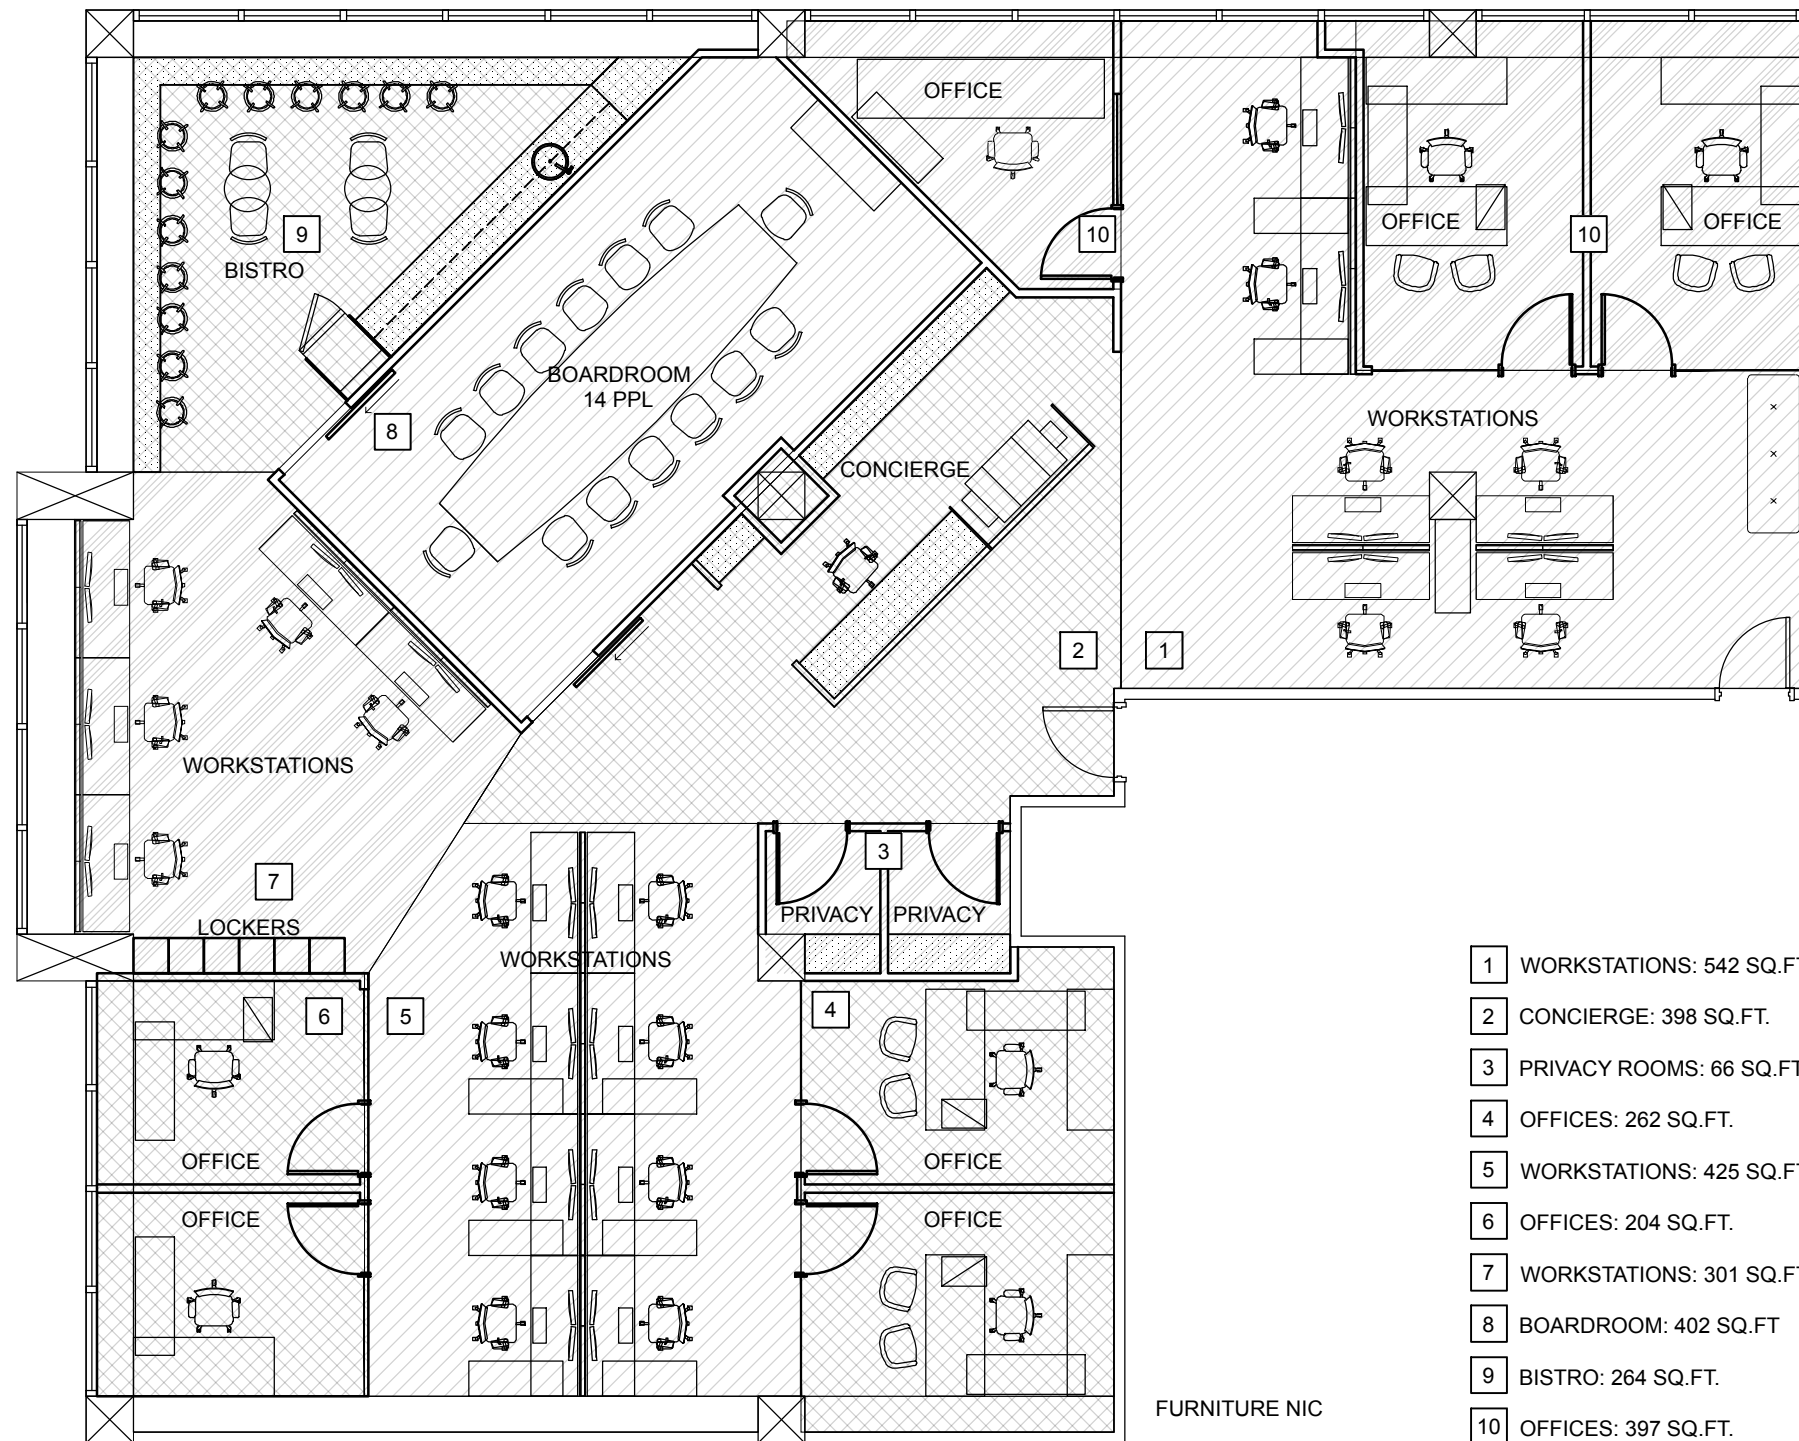 OFFICE
OFFICE
10
10
OFFICE
9
BISTRO
BOARDROOM
14 PPL
8
WORKSTATIONS
CONCIERGE
2
1
WORKSTATIONS
3
7
PRIVACY
PRIVACY
LOCKERS
WORKSTATIONS
6
5
4
OFFICE
OFFICE
OFFICE
OFFICE
1 WORKSTATIONS: 542 SQ.FT
2 CONCIERGE: 398 SQ.FT.
3 PRIVACY ROOMS: 66 SQ.FT
4 OFFICES: 262 SQ.FT.
5 WORKSTATIONS: 425 SQ.FT
6 OFFICES: 204 SQ.FT.
7 WORKSTATIONS: 301 SQ.FT
8 BOARDROOM: 402 SQ.FT
9 BISTRO: 264 SQ.FT.
10 OFFICES: 397 SQ.FT.
FURNITURE NIC